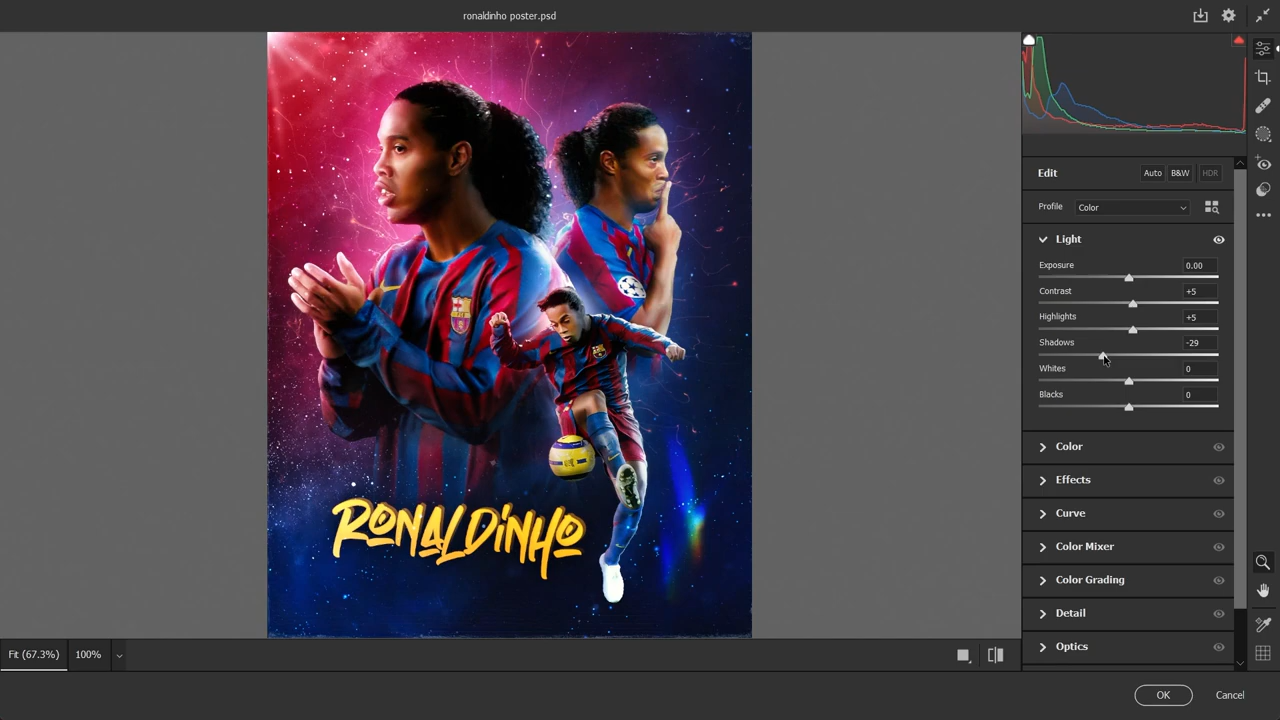 ronaldinho poster.psd
Edit Auto B&W HDR
Profile Color
Light
Exposure 0.00
Contrast +5
Highlights +5
Shadows -29
Whites 0
Blacks 0
Color
Effects
Curve
Color Mixer
Color Grading
Detail
Optics
RONALDiNHO
Fit (67.3%) 100%
OK Cancel